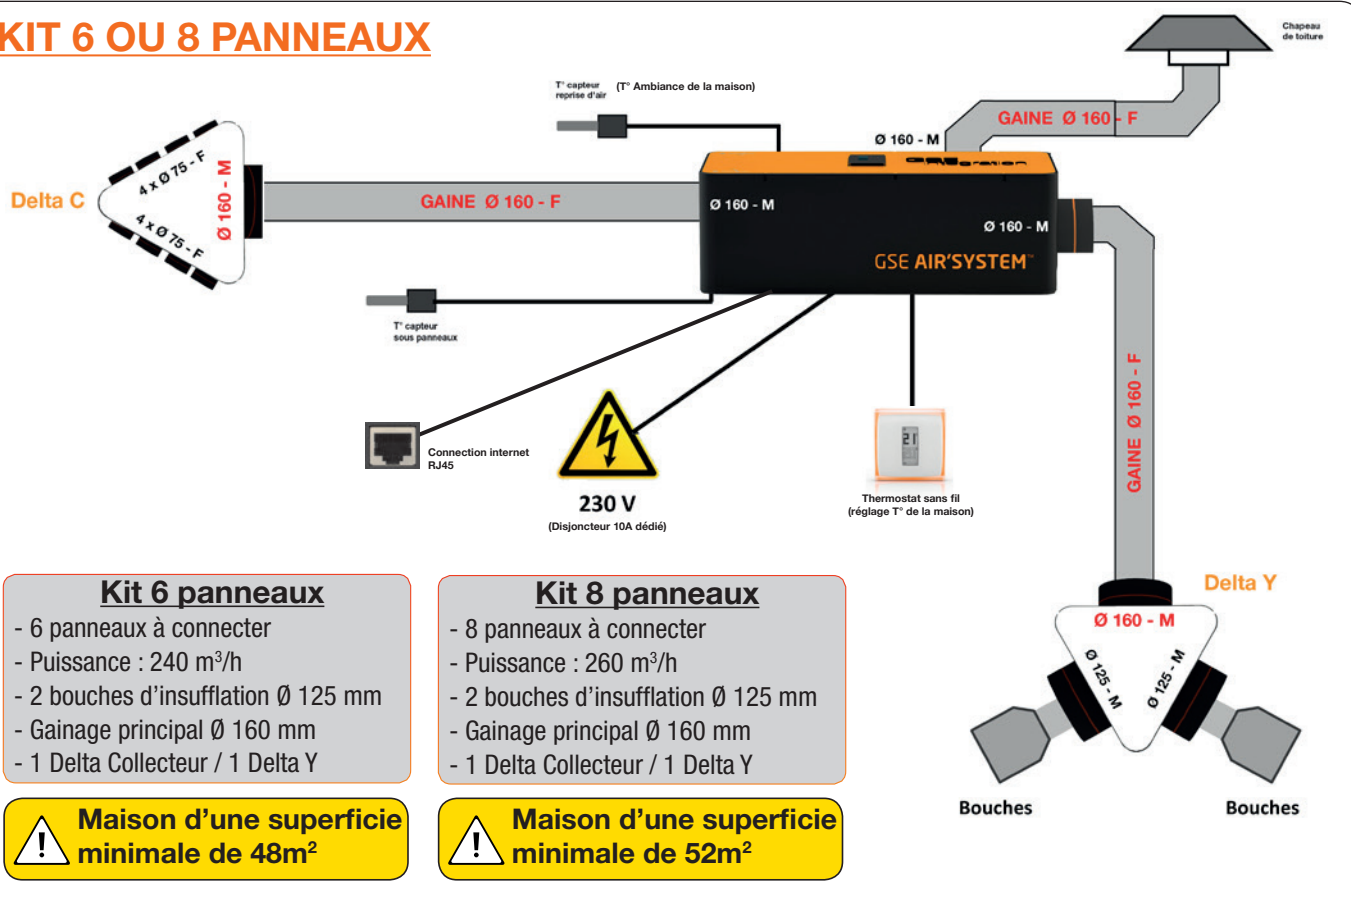 KIT 6 OU 8 PANNEAUX
Chapeau
de toiture
T° capteur
reprise d'air
(T° Ambiance de la maison)
GAINE Ø 160 - F
Ø 160 - M
Delta C
4 x Ø 75 - F
4 x Ø 75 - F
Ø 160 - M
GAINE Ø 160 - F
Ø 160 - M
Ø 160 - M
GSE AIR'SYSTEM™
T° capteur
sous panneaux
GAINE Ø 160 - F
21
Connection internet
RJ45
230 V
(Disjoncteur 10A dédié)
Thermostat sans fil
(réglage T° de la maison)
Delta Y
Ø 160 - M
Ø 125 - M
Ø 125 - M
Bouches
Bouches
Kit 6 panneaux
- 6 panneaux à connecter
- Puissance : 240 m³/h
- 2 bouches d'insufflation Ø 125 mm
- Gainage principal Ø 160 mm
- 1 Delta Collecteur / 1 Delta Y
Kit 8 panneaux
- 8 panneaux à connecter
- Puissance : 260 m³/h
- 2 bouches d'insufflation Ø 125 mm
- Gainage principal Ø 160 mm
- 1 Delta Collecteur / 1 Delta Y
! Maison d'une superficie
minimale de 48m²
! Maison d'une superficie
minimale de 52m²